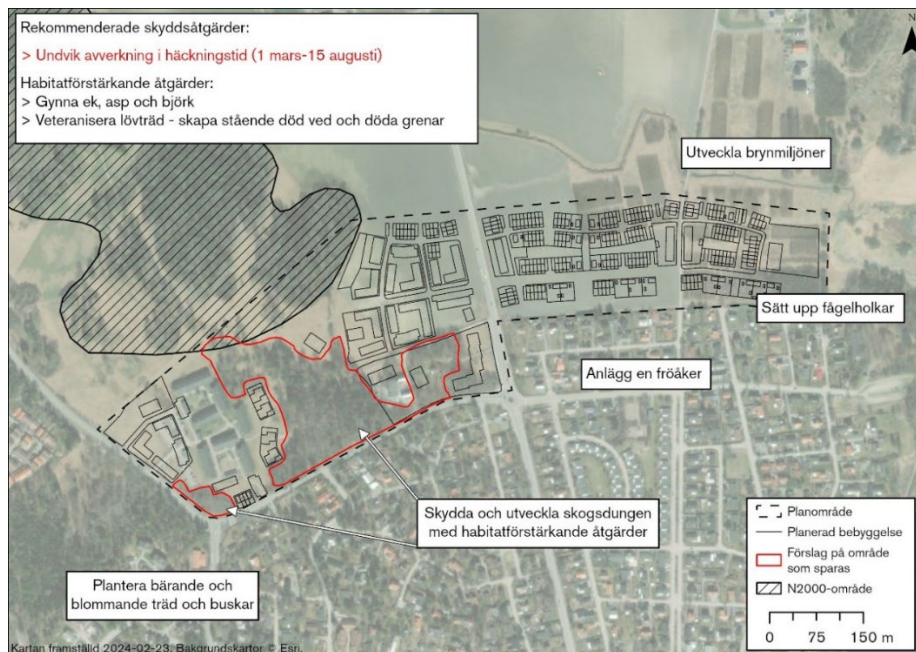 Rekommenderade skyddsåtgärder:
> Undvik avverkning i häckningstid (1 mars-15 augusti)
Habitatförstärkande åtgärder:
> Gynna ek, asp och björk
> Veteranisera lövträd - skapa stående död ved och döda grenar
N
Utveckla brynmiljöner
Sätt upp fågelholkar
Anlägg en fröåker
Skydda och utveckla skogsdungen
med habitatförstärkande åtgärder
Plantera bärande och
blommande träd och buskar
Planområde
Planerad bebyggelse
Förslag på område
som sparas
N2000-område
0 75 150 m
Kartan framställd 2024-02-23. Bakgrundskartor © Esri.